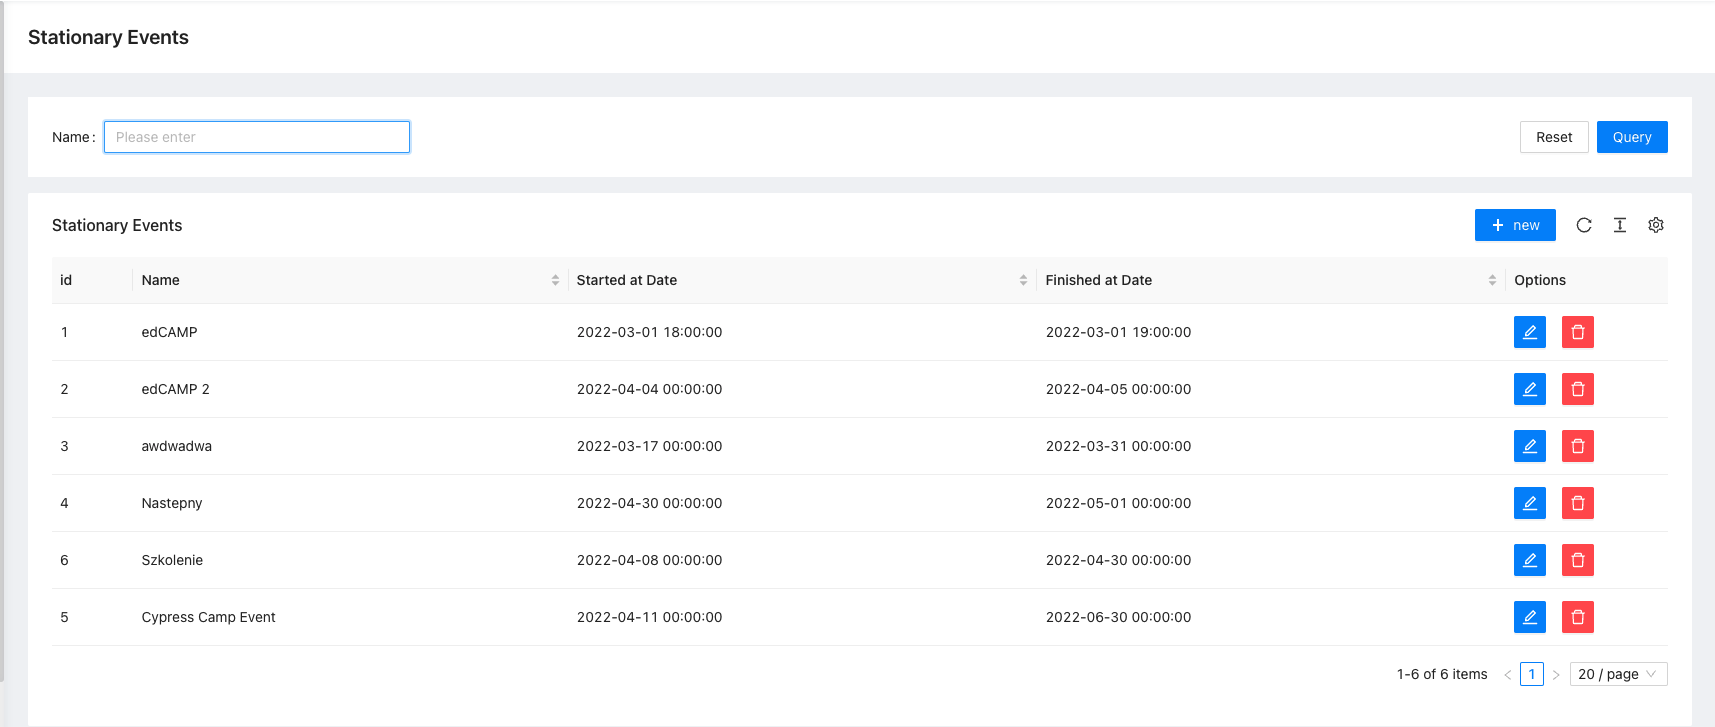 Stationary Events
Name : Please enter Reset Query
Stationary Events + new
id Name Started at Date Finished at Date Options
1 edCAMP 2022-03-01 18:00:00 2022-03-01 19:00:00
2 edCAMP 2 2022-04-04 00:00:00 2022-04-05 00:00:00
3 awdwadwa 2022-03-17 00:00:00 2022-03-31 00:00:00
4 Nastepny 2022-04-30 00:00:00 2022-05-01 00:00:00
6 Szkolenie 2022-04-08 00:00:00 2022-04-30 00:00:00
5 Cypress Camp Event 2022-04-11 00:00:00 2022-06-30 00:00:00
1-6 of 6 items < 1 > 20 / page